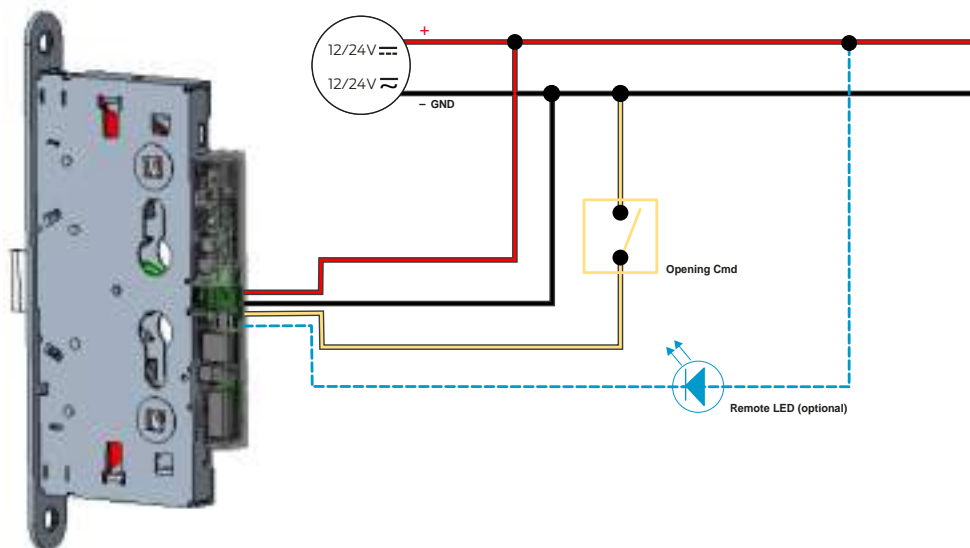 +
12/24V ⎓
12/24V ⏦
– GND
Opening Cmd
Remote LED (optional)